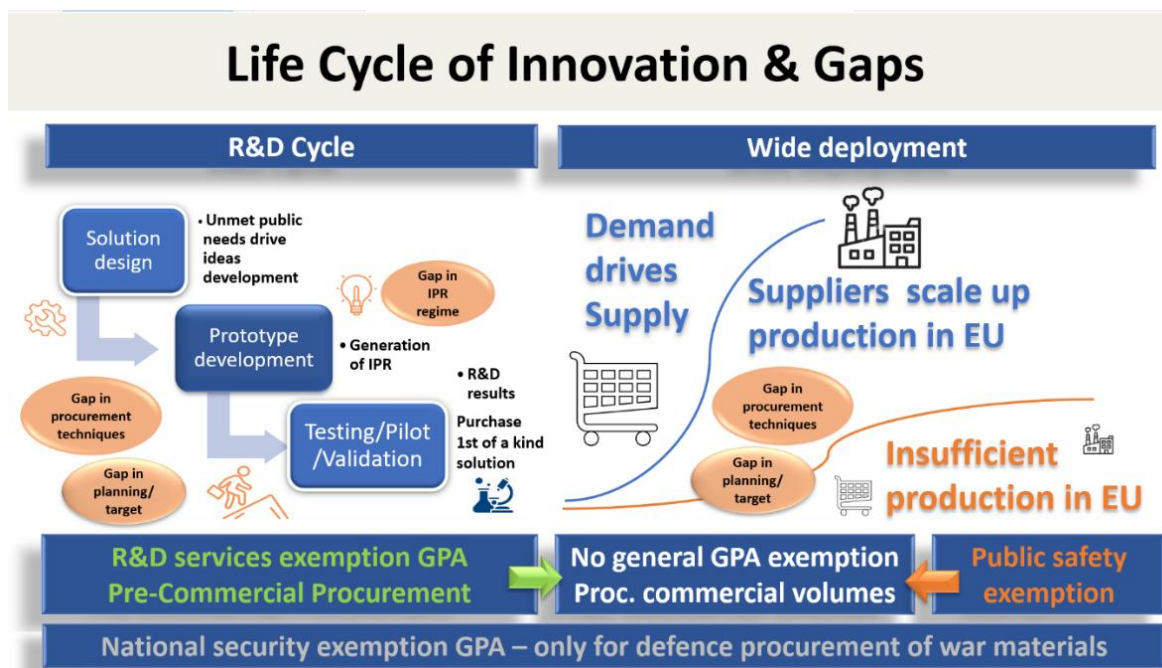 Life Cycle of Innovation & Gaps
R&D Cycle
Solution
design
• Unmet public
needs drive
ideas
development
Gap in
IPR
regime
Prototype
development
• Generation
of IPR
Gap in
procurement
techniques
Gap in
planning/
target
Testing/Pilot
/Validation
• R&D
results
Purchase
1st of a kind
solution
Wide deployment
Demand
drives
Supply
Suppliers scale up
production in EU
Gap in
procurement
techniques
Gap in
planning/
target
Insufficient
production in EU
R&D services exemption GPA
Pre-Commercial Procurement
No general GPA exemption
Proc. commercial volumes
Public safety
exemption
National security exemption GPA – only for defence procurement of war materials